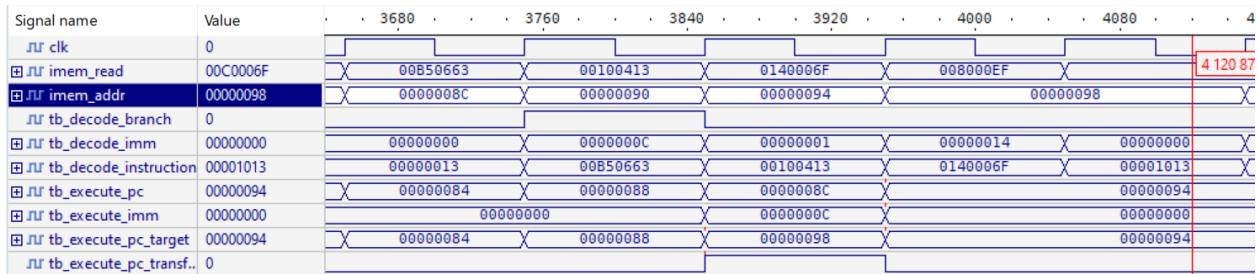 Signal name Value 3680 3760 3840 3920 4000 4080 4
clk 0
imem_read 00C0006F 00B50663 00100413 0140006F 008000EF 4 120 87
imem_addr 00000098 0000008C 00000090 00000094 00000098
tb_decode_branch 0
tb_decode_imm 00000000 00000000 0000000C 00000001 00000014 00000000
tb_decode_instruction 00001013 00000013 00B50663 00100413 0140006F 00001013
tb_execute_pc 00000094 00000084 00000088 0000008C 00000094
tb_execute_imm 00000000 00000000 0000000C 00000000
tb_execute_pc_target 00000094 00000084 00000088 00000098 00000094
tb_execute_pc_transf.. 0